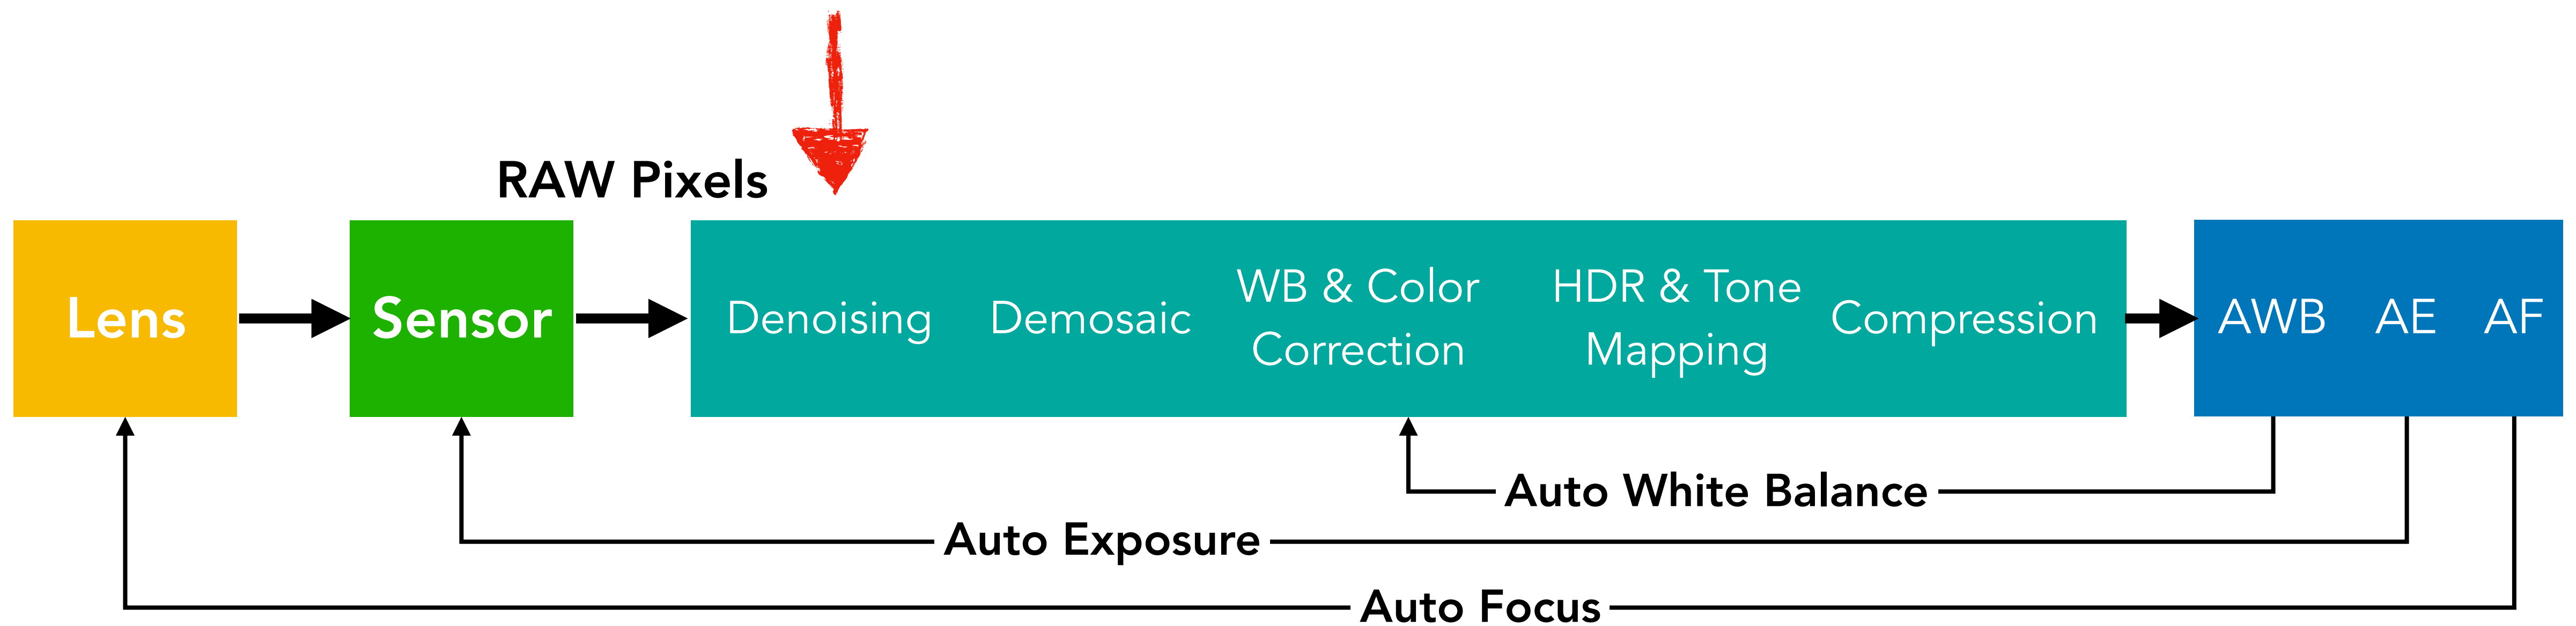 RAW Pixels
Lens
Sensor
Denoising
Demosaic
WB & Color
Correction
HDR & Tone
Mapping
Compression
AWB
AE
AF
Auto White Balance
Auto Exposure
Auto Focus